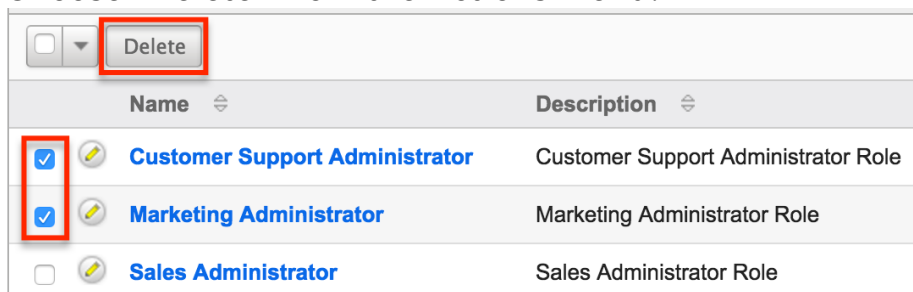 Delete
Name Description
Customer Support Administrator Customer Support Administrator Role
Marketing Administrator Marketing Administrator Role
Sales Administrator Sales Administrator Role